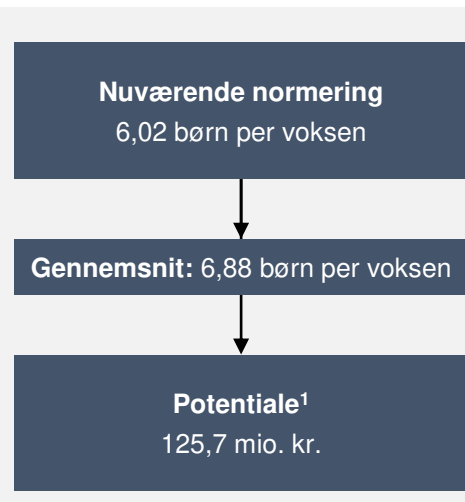 Nuværende normering
6,02 børn per voksen
Gennemsnit: 6,88 børn per voksen
Potentiale¹
125,7 mio. kr.